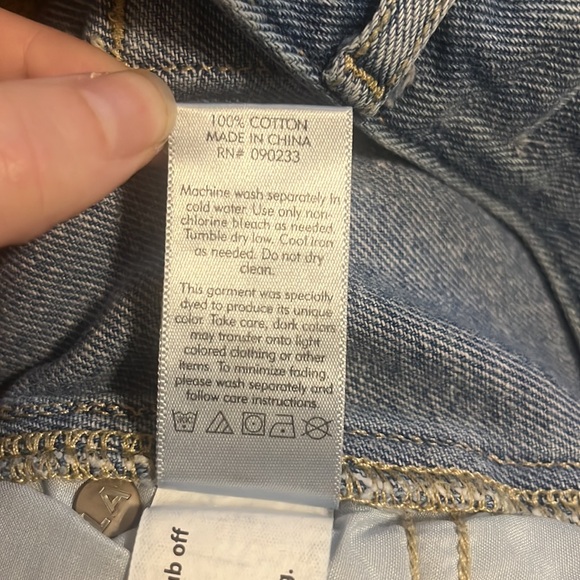 100% COTTON
MADE IN CHINA
RN# 090233
Machine wash separately in
cold water. Use only non-
chlorine bleach as needed.
Tumble dry low. Cool iron
as needed. Do not dry
clean.
This garment was specially
dyed to produce its unique
color. Take care, dark colors
may transfer onto light
colored clothing or other
items. To minimize fading,
please wash separately and
follow care instructions.
ub off
g.
LA